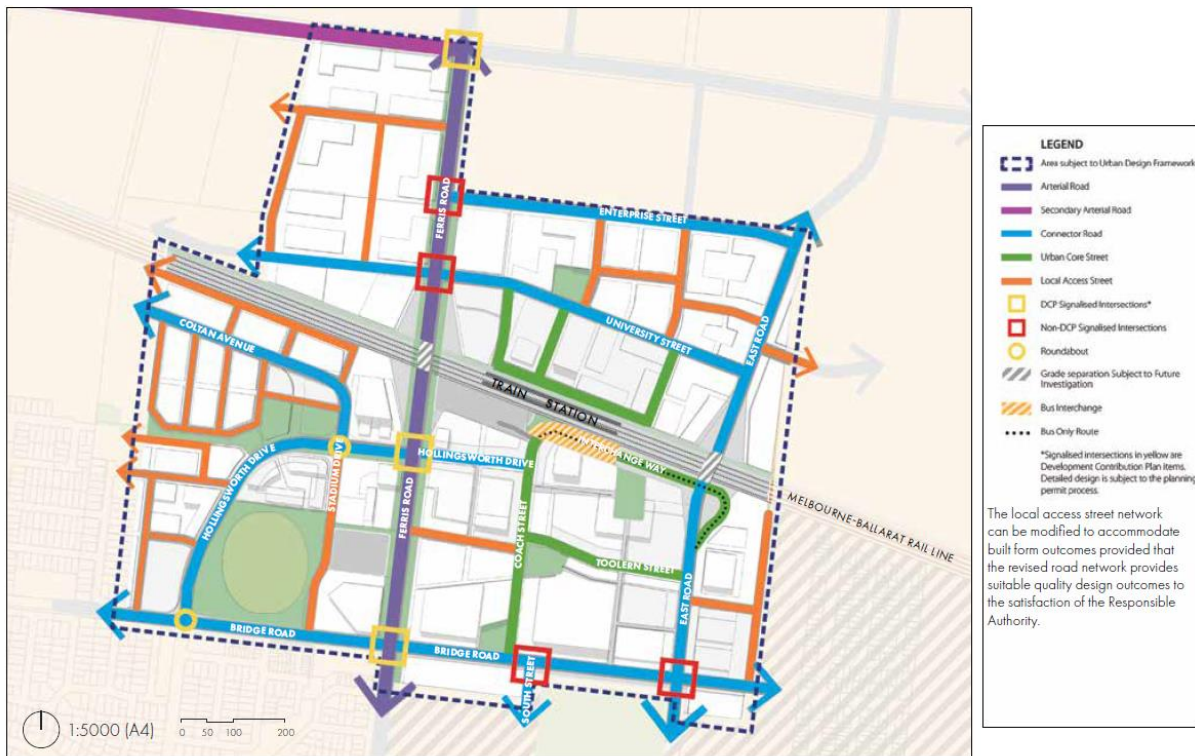 FERRIS ROAD
ENTERPRISE STREET
COLTAN AVENUE
UNIVERSITY STREET
EAST ROAD
TRAIN STATION
HOLLINGSWORTH DRIVE
INTERCHANGE WAY
HOLLINGSWORTH DRIVE
STADIUM DRIVE
FERRIS ROAD
COACH STREET
MELBOURNE-BALLARAT RAIL LINE
TOOLERN STREET
EAST ROAD
BRIDGE ROAD
BRIDGE ROAD
SOUTH STREET
1:5000 (A4)
0 50 100 200
LEGEND
Area subject to Urban Design Framework
Arterial Road
Secondary Arterial Road
Connector Road
Urban Core Street
Local Access Street
DCP Signalised Intersections*
Non-DCP Signalised Intersections
Roundabout
Grade separation Subject to Future
Investigation
Bus Interchange
Bus Only Route
*Signalised intersections in yellow are
Development Contribution Plan items.
Detailed design is subject to the planning
permit process.
The local access street network
can be modified to accommodate
built form outcomes provided that
the revised road network provides
suitable quality design outcomes to
the satisfaction of the Responsible
Authority.